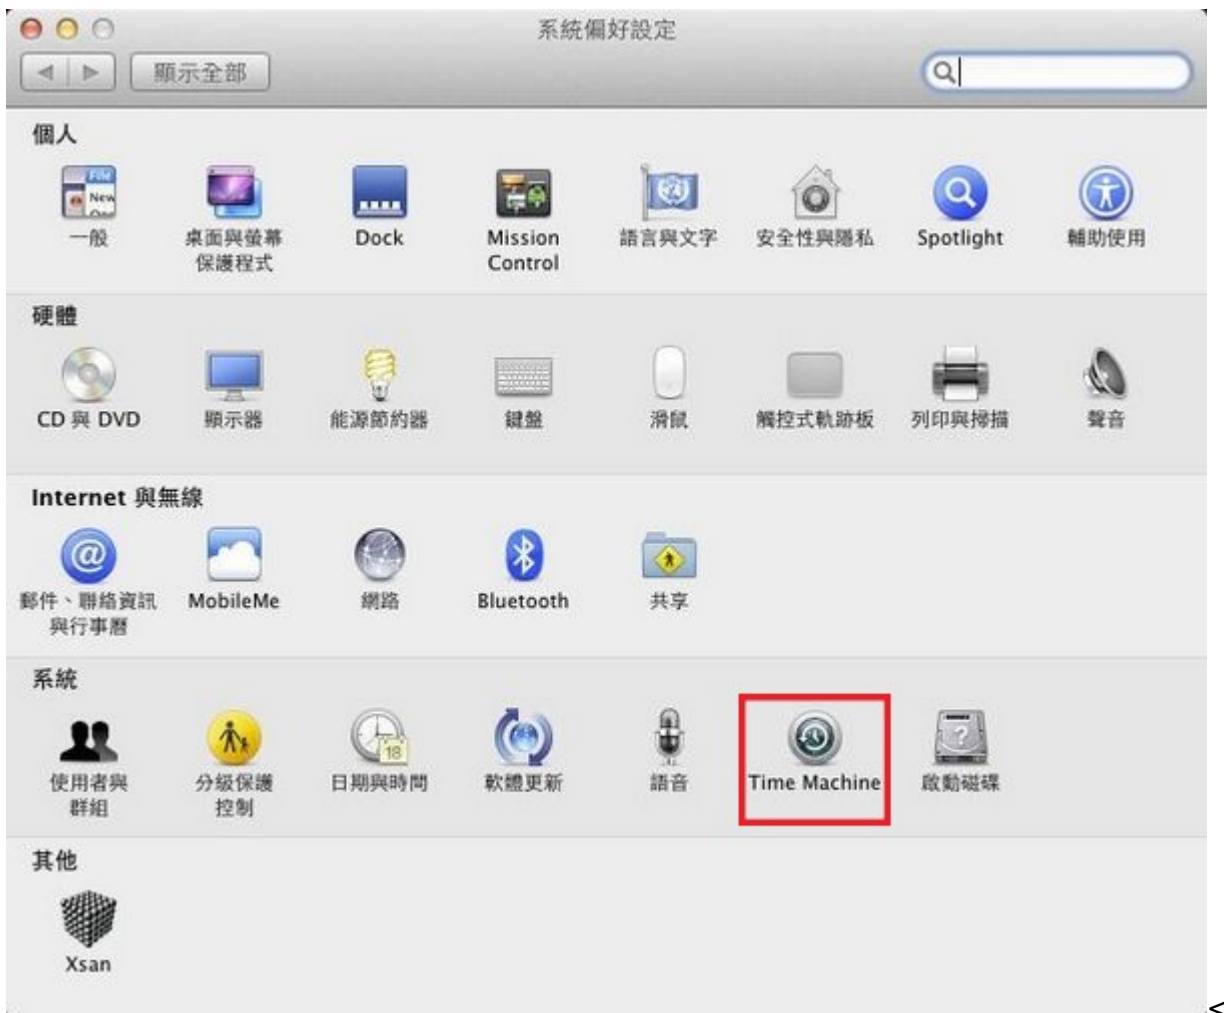 系統偏好設定
顯示全部
個人
File
New
一般
桌面與螢幕
保護程式
Dock
Mission
Control
語言與文字
安全性與隱私
Spotlight
輔助使用
硬體
CD 與 DVD
顯示器
能源節約器
鍵盤
滑鼠
觸控式軌跡板
列印與掃描
聲音
Internet 與無線
@
郵件、聯絡資訊
與行事曆
MobileMe
網路
Bluetooth
共享
系統
使用者與
群組
分級保護
控制
18
日期與時間
軟體更新
語音
Time Machine
?
啟動磁碟
其他
Xsan
<